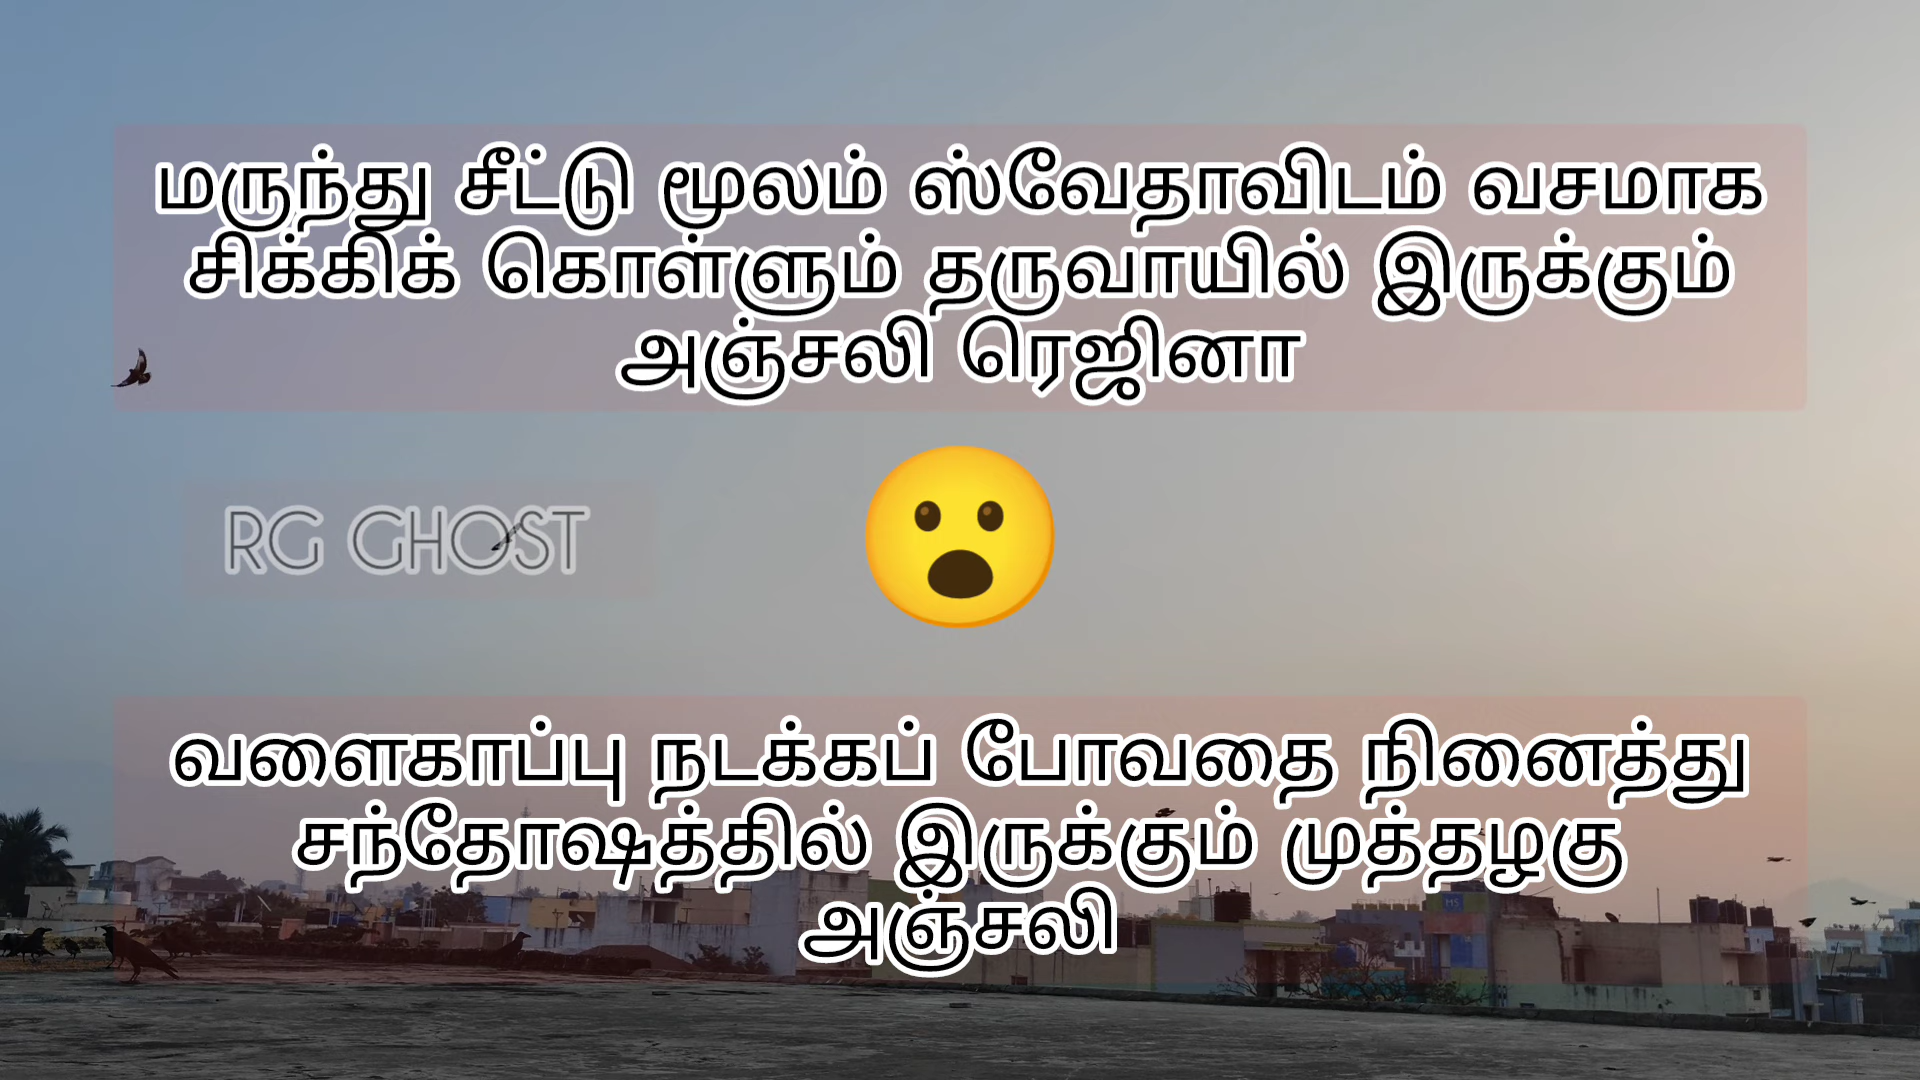 மருந்து சீட்டு மூலம் ஸ்வேதாவிடம் வசமாக
சிக்கிக் கொள்ளும் தருவாயில் இருக்கும்
அஞ்சலி ரெஜினா
RG GHOST
வளைகாப்பு நடக்கப் போவதை நினைத்து
சந்தோஷத்தில் இருக்கும் முத்தழகு
அஞ்சலி